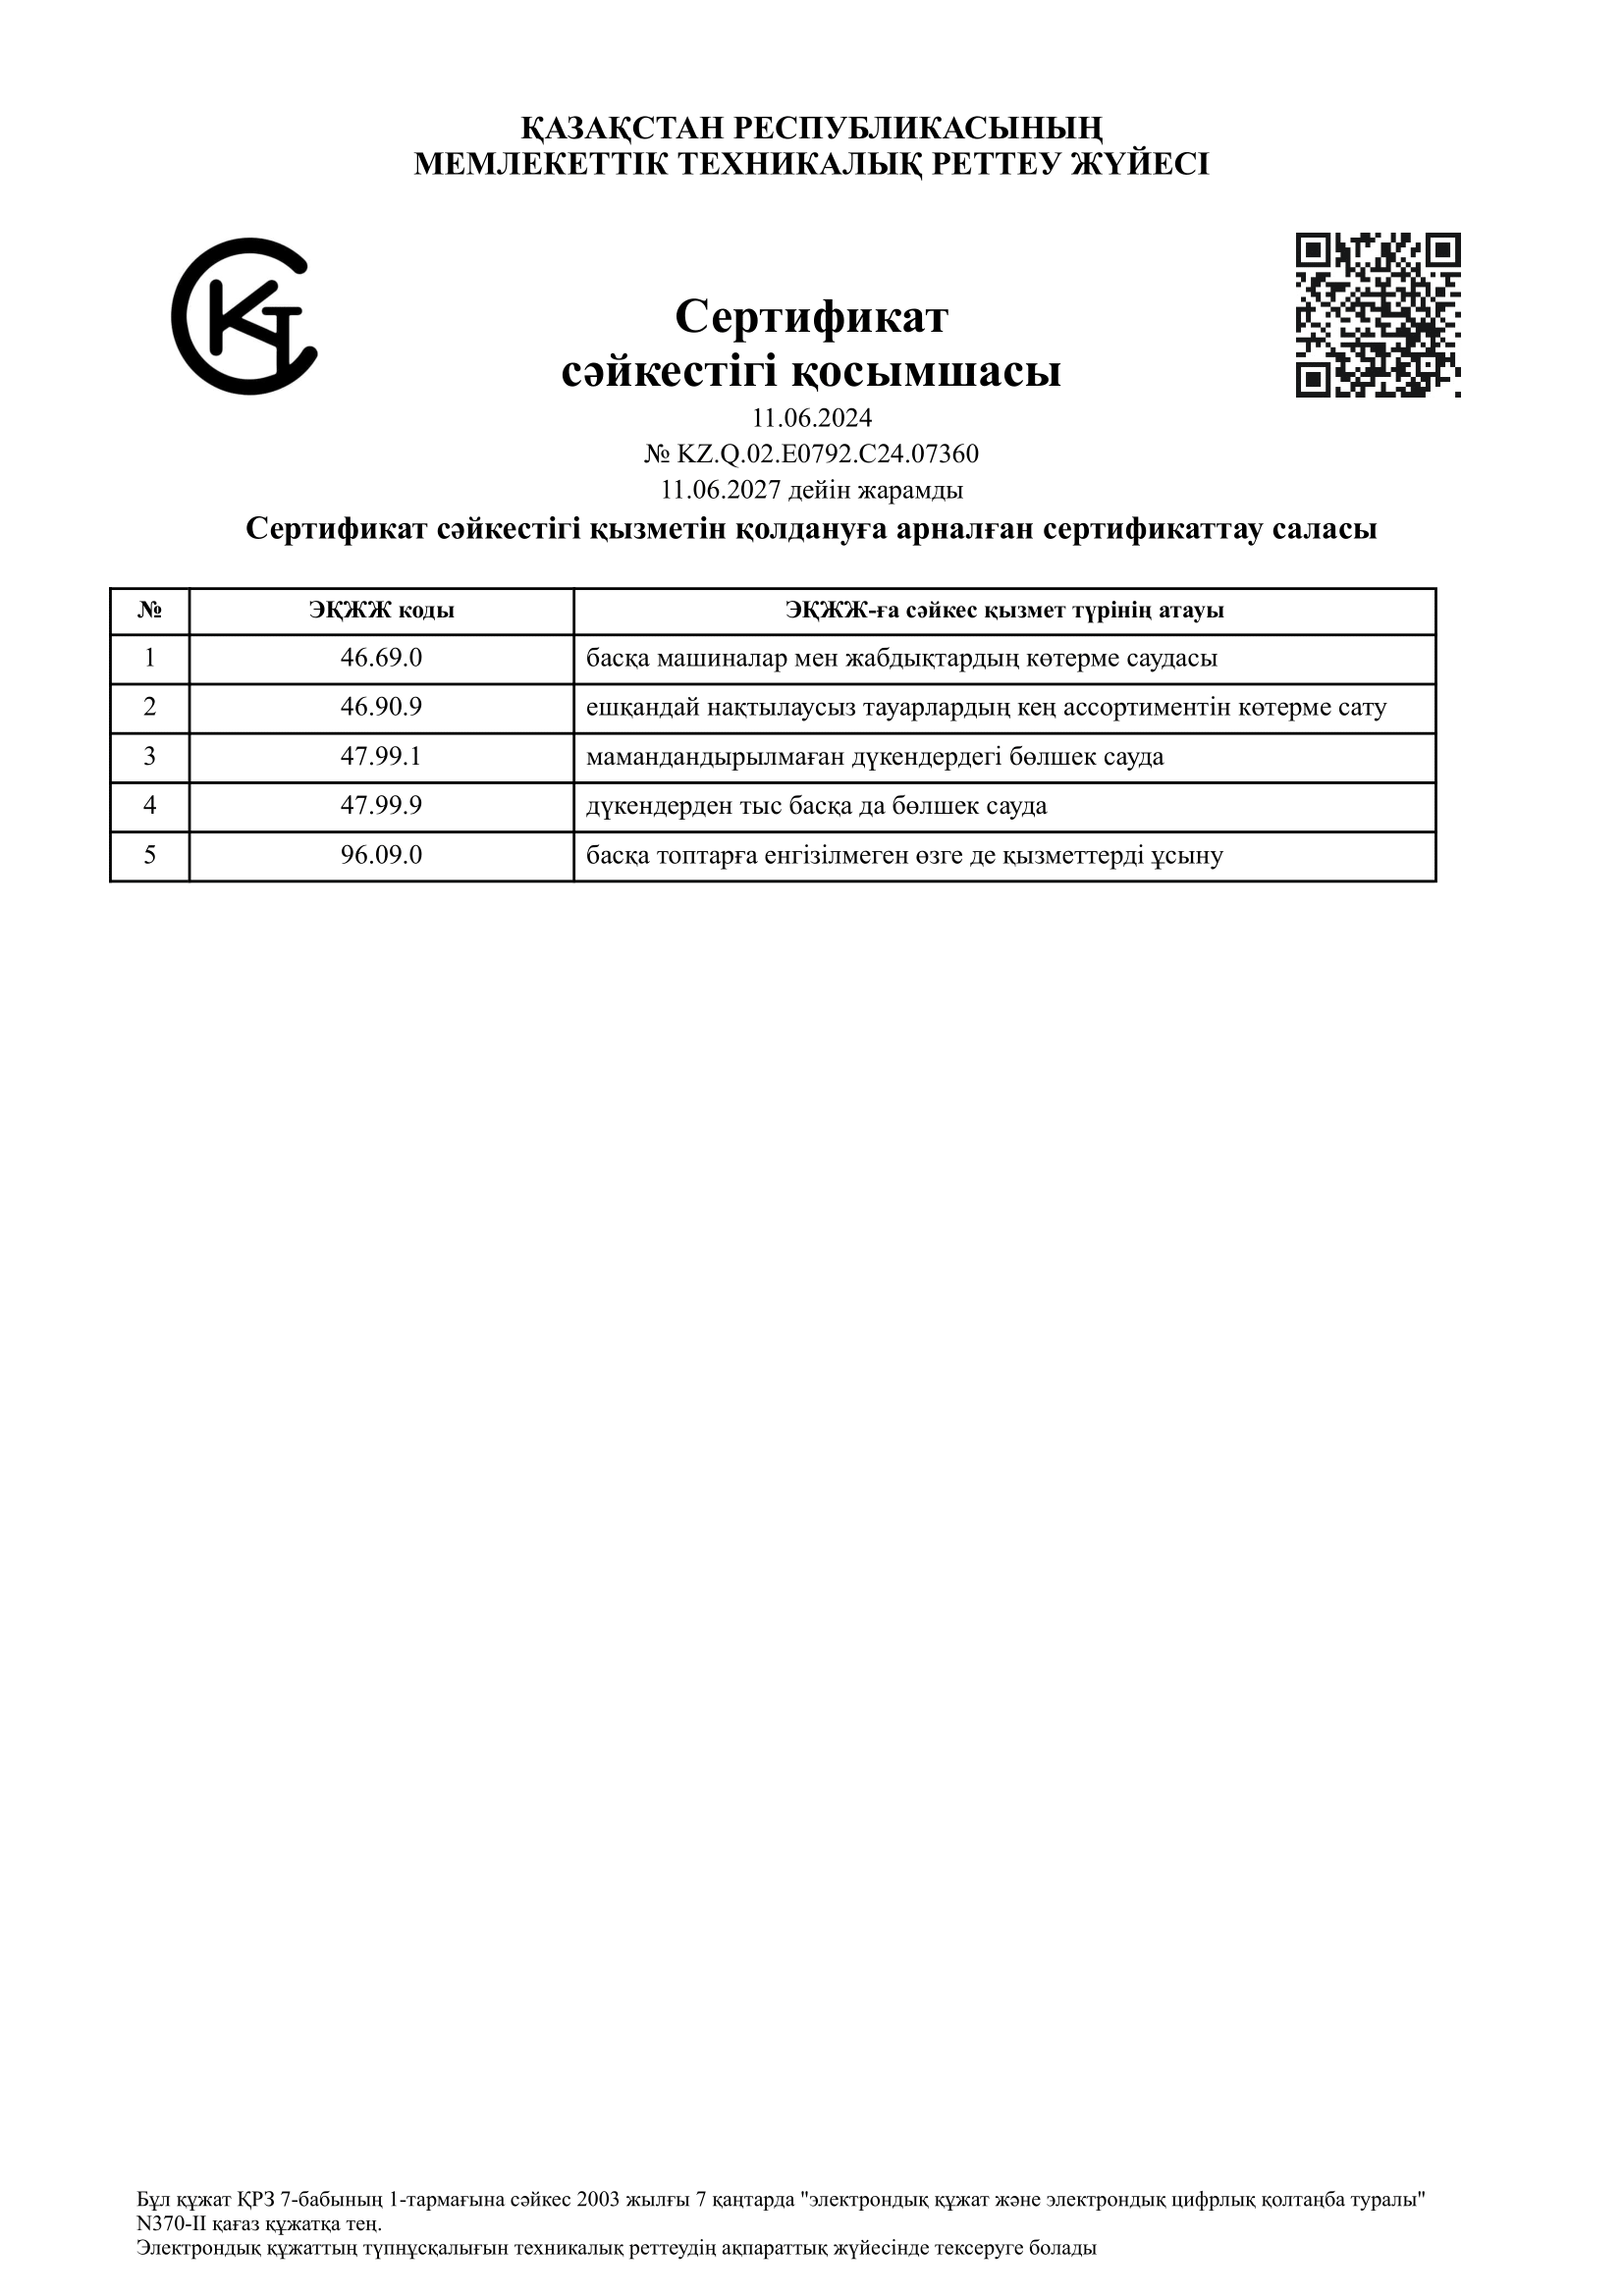 ҚАЗАҚСТАН РЕСПУБЛИКАСЫНЫҢ
МЕМЛЕКЕТТІК ТЕХНИКАЛЫҚ РЕТТЕУ ЖҮЙЕСІ
Сертификат
сәйкестігі қосымшасы
11.06.2024
№ KZ.Q.02.E0792.C24.07360
11.06.2027 дейін жарамды
Сертификат сәйкестігі қызметін қолдануға арналған сертификаттау саласы
№ ЭҚЖЖ коды ЭҚЖЖ-ға сәйкес қызмет түрінің атауы
1 46.69.0 басқа машиналар мен жабдықтардың көтерме саудасы
2 46.90.9 ешқандай нақтылаусыз тауарлардың кең ассортиментін көтерме сату
3 47.99.1 мамандандырылмаған дүкендердегі бөлшек сауда
4 47.99.9 дүкендерден тыс басқа да бөлшек сауда
5 96.09.0 басқа топтарға енгізілмеген өзге де қызметтерді ұсыну
Бұл құжат ҚРЗ 7-бабының 1-тармағына сәйкес 2003 жылғы 7 қаңтарда "электрондық құжат және электрондық цифрлық қолтаңба туралы"
N370-II қағаз құжатқа тең.
Электрондық құжаттың түпнұсқалығын техникалық реттеудің ақпараттық жүйесінде тексеруге болады